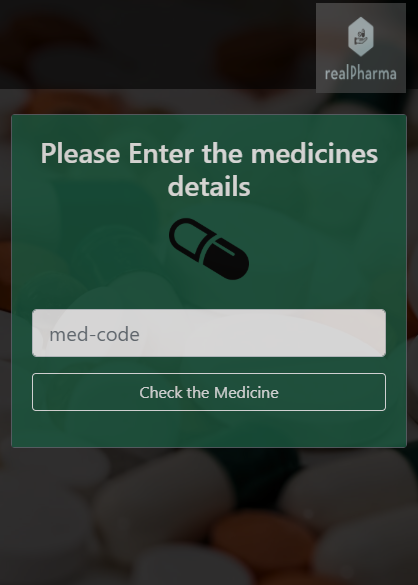 realPharma
Please Enter the medicines
details
med-code
Check the Medicine